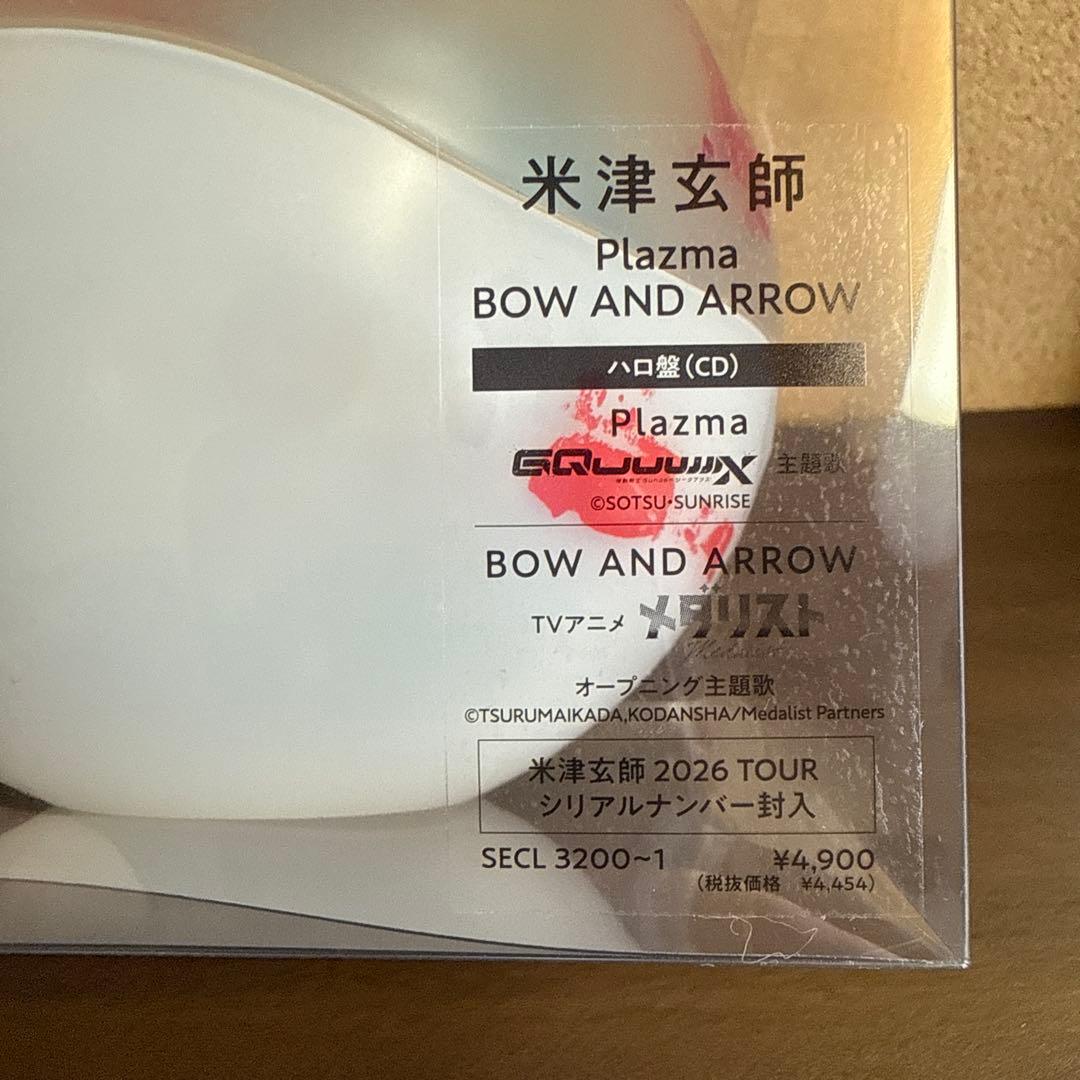 米津玄師
Plazma
BOW AND ARROW
ハロ盤(CD)
Plazma
GQuuuuuuX 主題歌
©SOTSU・SUNRISE
BOW AND ARROW
TVアニメ メダリスト
Medalist
オープニング主題歌
©TSURUMAIKADA,KODANSHA/Medalist Partners
米津玄師 2026 TOUR
シリアルナンバー封入
SECL 3200~1 ¥4,900
(税抜価格 ¥4,454)